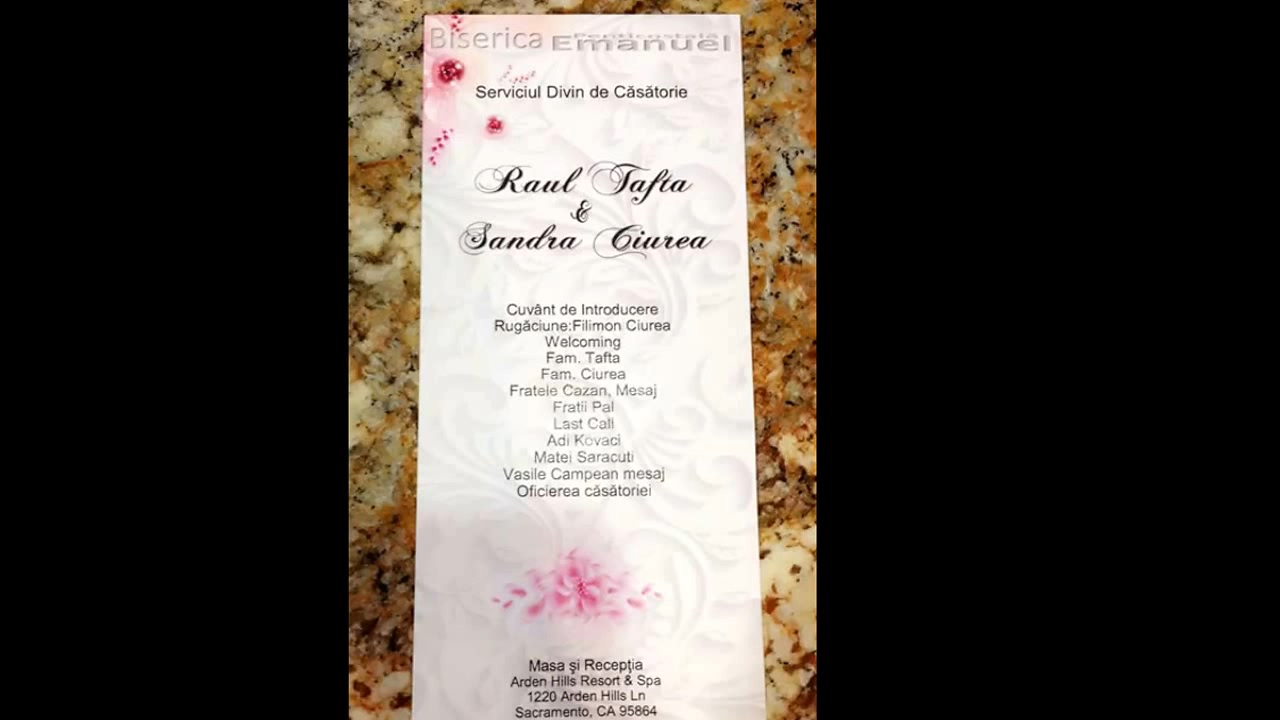 Biserica Penticostală Emanuel
Serviciul Divin de Căsătorie
Raul Tafta
&
Sandra Ciurea
Cuvânt de Introducere
Rugăciune:Filimon Ciurea
Welcoming
Fam. Tafta
Fam. Ciurea
Fratele Cazan, Mesaj
Fratii Pal
Last Call
Adi Kovaci
Matei Saracuti
Vasile Campean mesaj
Oficierea căsătoriei
Masa şi Recepţia
Arden Hills Resort & Spa
1220 Arden Hills Ln
Sacramento, CA 95864